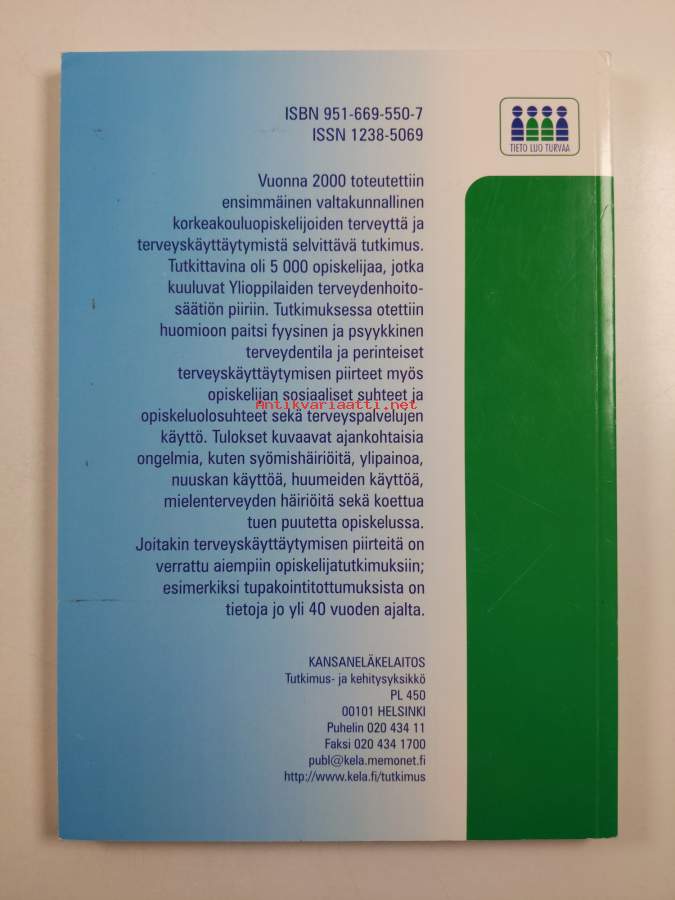 ISBN 951-669-550-7
ISSN 1238-5069
TIETO LUO TURVAA
Vuonna 2000 toteutettiin
ensimmäinen valtakunnallinen
korkeakouluopiskelijoiden terveyttä ja
terveyskäyttäytymistä selvittävä tutkimus.
Tutkittavina oli 5 000 opiskelijaa, jotka
kuuluvat Ylioppilaiden terveydenhoito-
säätiön piiriin. Tutkimuksessa otettiin
huomioon paitsi fyysinen ja psyykkinen
terveydentila ja perinteiset
terveyskäyttäytymisen piirteet myös
opiskelijan sosiaaliset suhteet ja
Antikvariaatti.net
opiskeluolosuhteet sekä terveyspalvelujen
käyttö. Tulokset kuvaavat ajankohtaisia
ongelmia, kuten syömishäiriöitä, ylipainoa,
nuuskan käyttöä, huumeiden käyttöä,
mielenterveyden häiriöitä sekä koettua
tuen puutetta opiskelussa.
Joitakin terveyskäyttäytymisen piirteitä on
verrattu aiempiin opiskelijatutkimuksiin;
esimerkiksi tupakointitottumuksista on
tietoja jo yli 40 vuoden ajalta.
KANSANELÄKELAITOS
Tutkimus- ja kehitysyksikkö
PL 450
00101 HELSINKI
Puhelin 020 434 11
Faksi 020 434 1700
publ@kela.memonet.fi
http://www.kela.fi/tutkimus